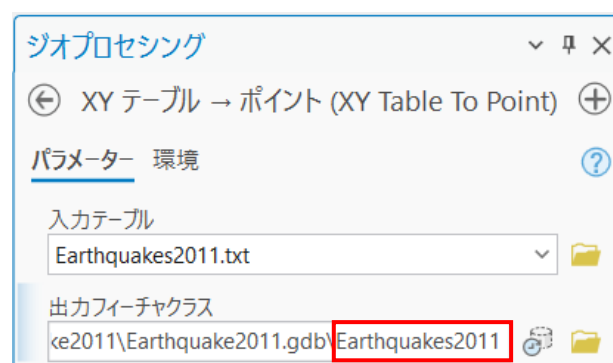 ジオプロセシング
XY テーブル → ポイント (XY Table To Point)
パラメーター 環境
入力テーブル
Earthquakes2011.txt
出力フィーチャクラス
ke2011\Earthquake2011.gdb\Earthquakes2011